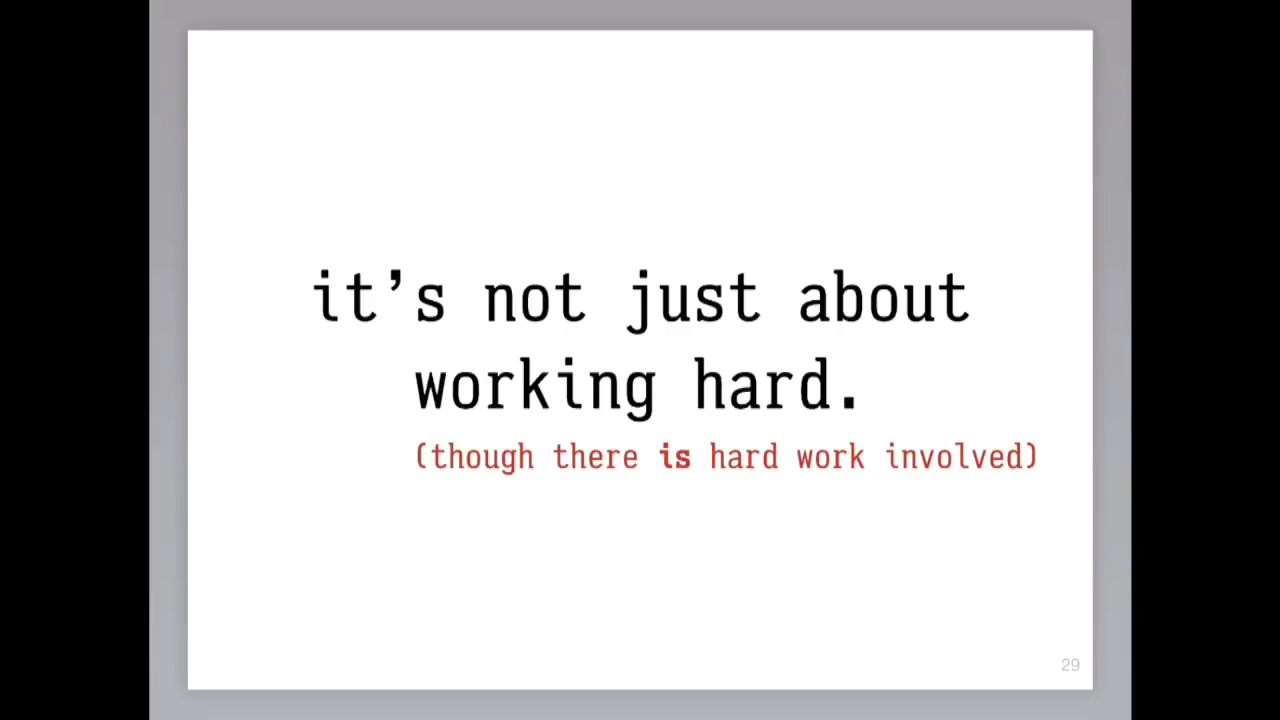 it’s not just about
working hard.
(though there is hard work involved)
29